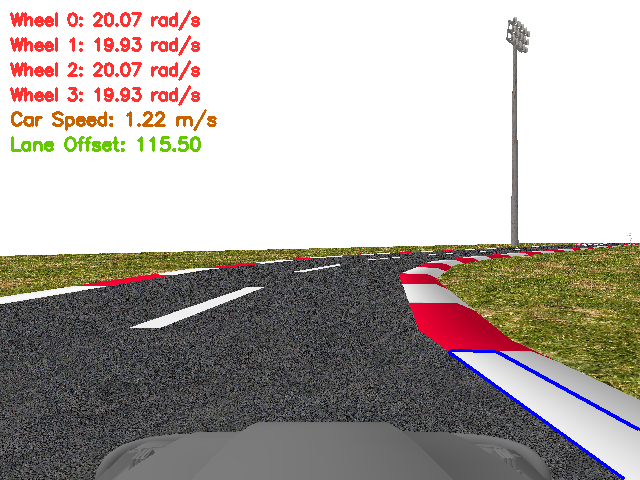 Wheel 0: 20.07 rad/s
Wheel 1: 19.93 rad/s
Wheel 2: 20.07 rad/s
Wheel 3: 19.93 rad/s
Car Speed: 1.22 m/s
Lane Offset: 115.50